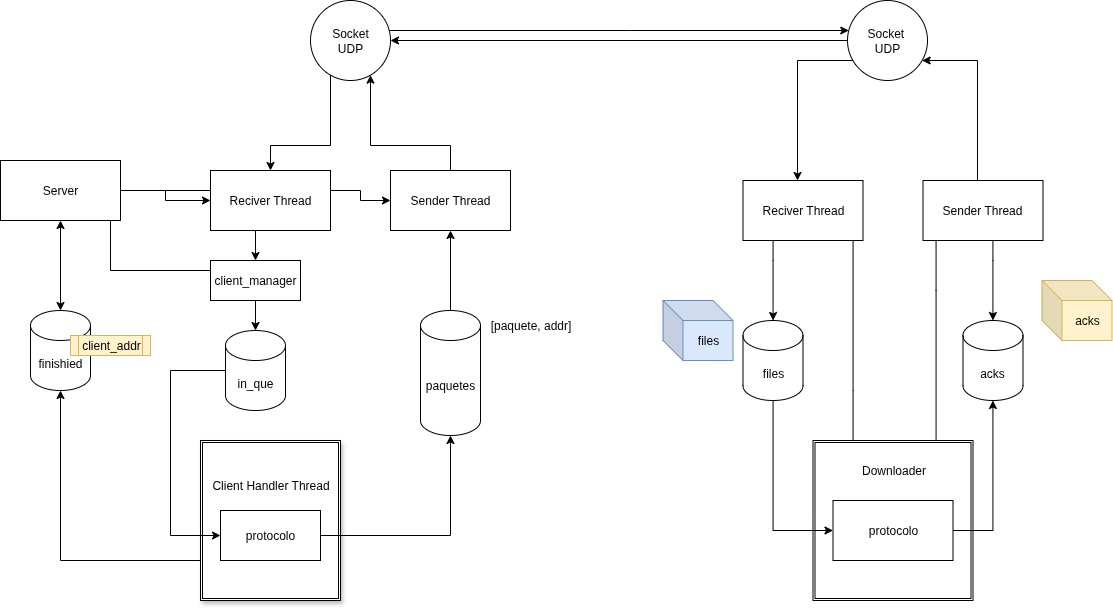 Socket
UDP
Socket
UDP
Server
Reciver Thread
Sender Thread
Reciver Thread
Sender Thread
client_manager
[paquete, addr]
acks
files
client_addr
finishied
in_que
paquetes
files
acks
Client Handler Thread
protocolo
Downloader
protocolo